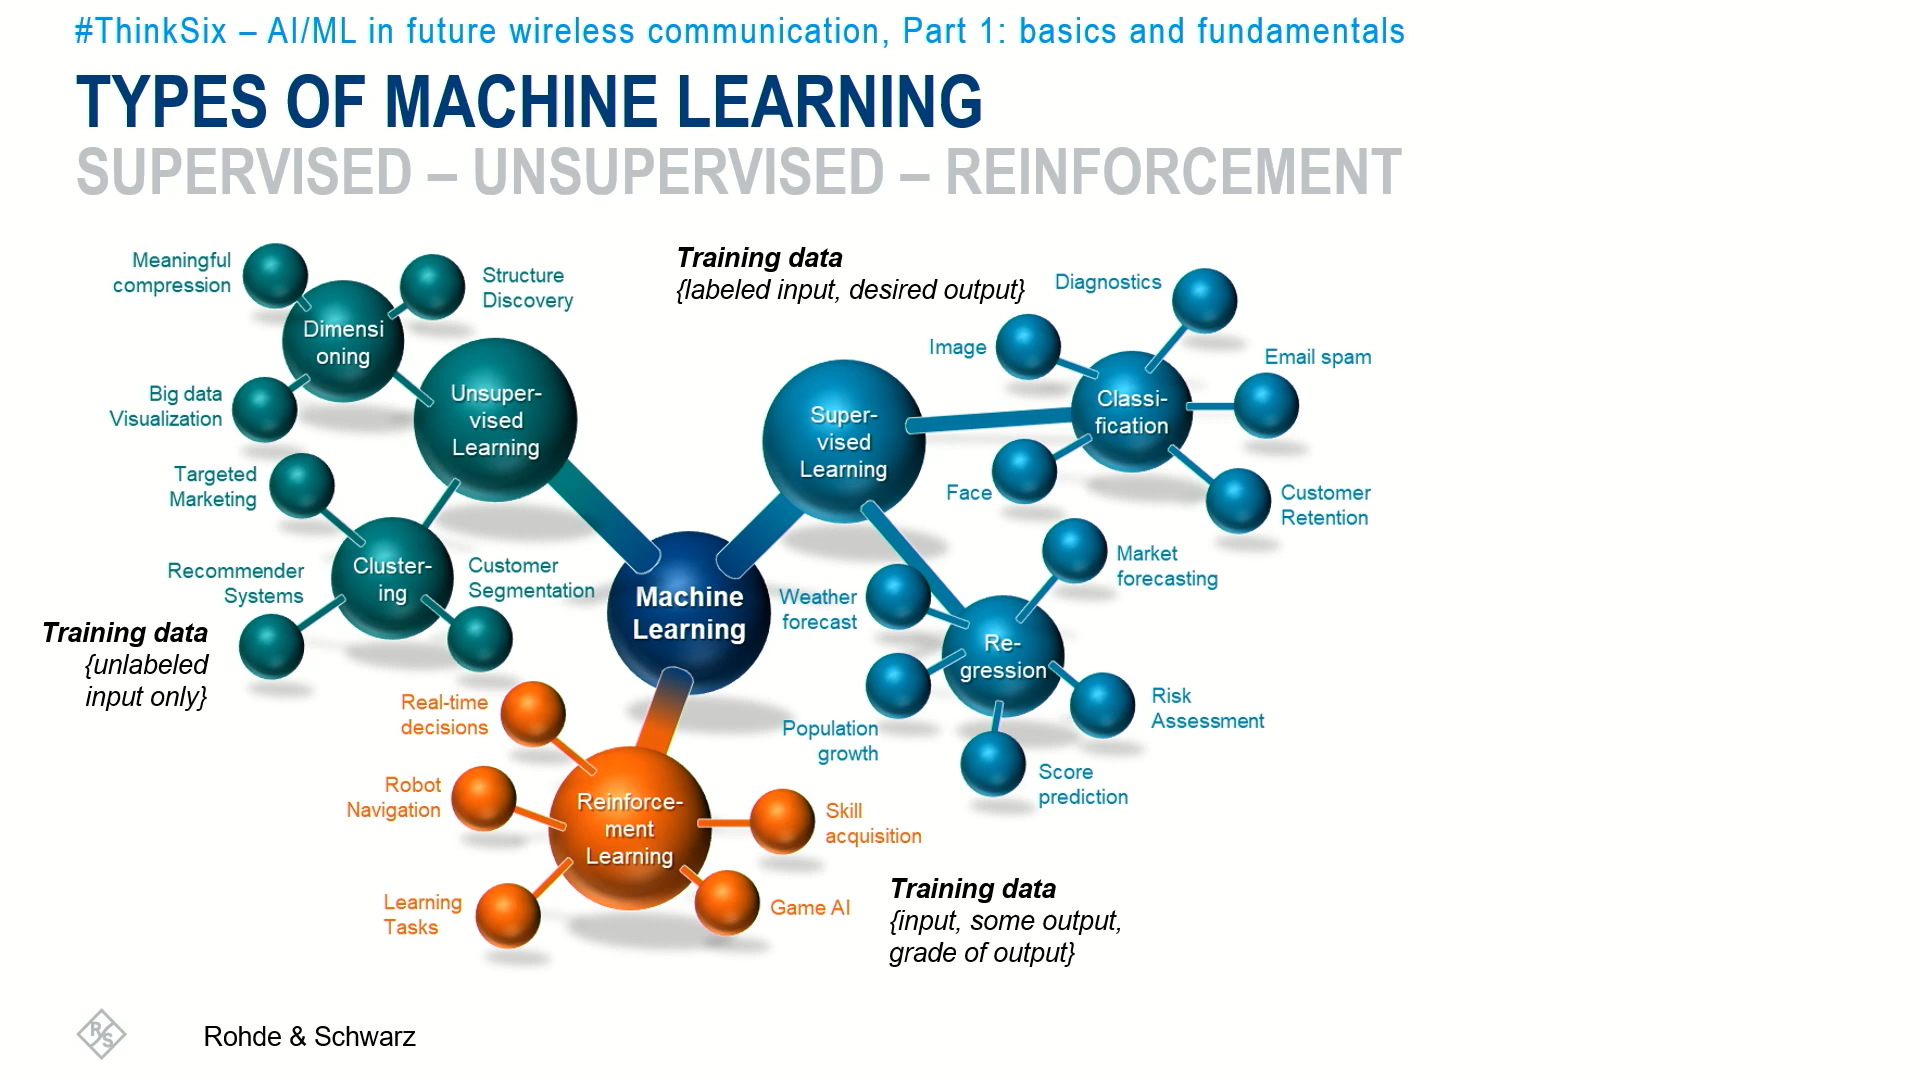 #ThinkSix – AI/ML in future wireless communication, Part 1: basics and fundamentals
TYPES OF MACHINE LEARNING
SUPERVISED – UNSUPERVISED – REINFORCEMENT
Meaningful
compression
Structure
Discovery
Dimensi
oning
Big data
Visualization
Unsuper-
vised
Learning
Targeted
Marketing
Cluster-
ing
Recommender
Systems
Customer
Segmentation
Training data
{unlabeled
input only}
Machine
Learning
Training data
{labeled input, desired output}
Super-
vised
Learning
Diagnostics
Image
Email spam
Classi-
fication
Face
Customer
Retention
Market
forecasting
Weather
forecast
Re-
gression
Population
growth
Risk
Assessment
Score
prediction
Real-time
decisions
Robot
Navigation
Reinforce-
ment
Learning
Skill
acquisition
Learning
Tasks
Game AI
Training data
{input, some output,
grade of output}
R/S
Rohde & Schwarz